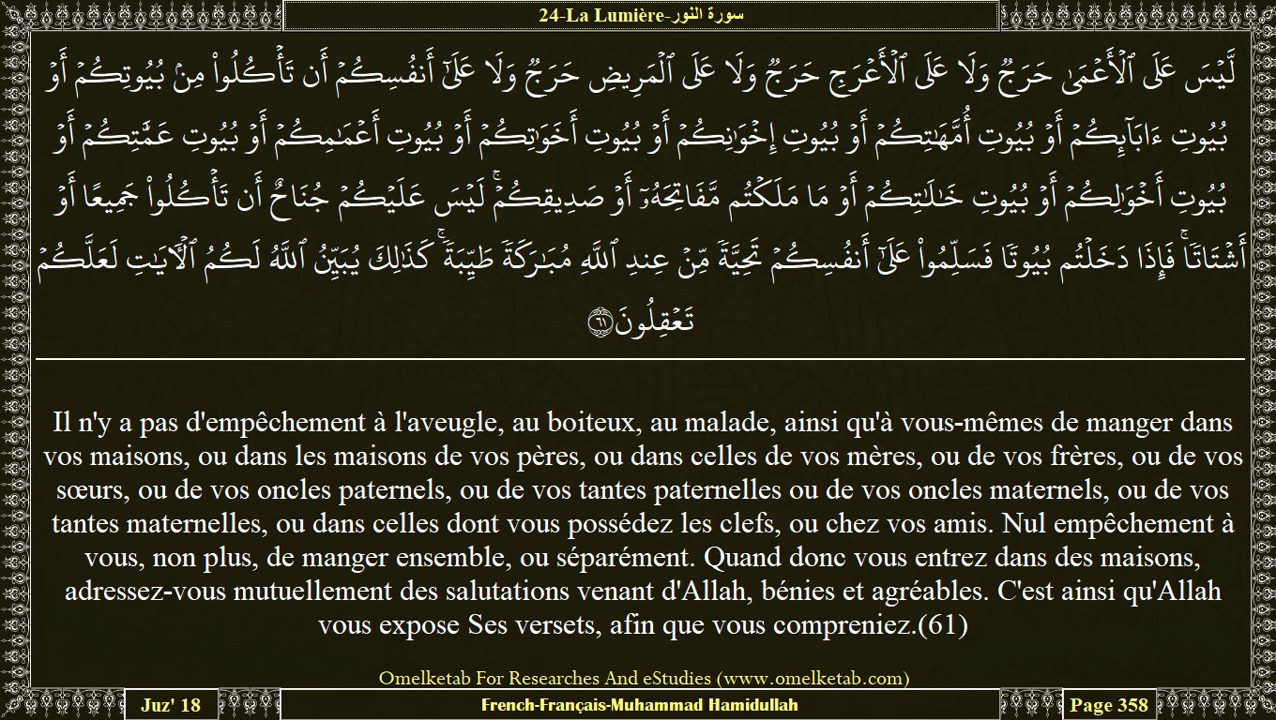 24-La Lumière-سورة النور
لَّيۡسَ عَلَى ٱلۡأَعۡمَىٰ حَرَجٞ وَلَا عَلَى ٱلۡأَعۡرَجِ حَرَجٞ وَلَا عَلَى ٱلۡمَرِيضِ حَرَجٞ وَلَا عَلَىٰٓ أَنفُسِكُمۡ أَن تَأۡكُلُواْ مِنۢ بُيُوتِكُمۡ أَوۡ
بُيُوتِ ءَابَآئِكُمۡ أَوۡ بُيُوتِ أُمَّهَٰتِكُمۡ أَوۡ بُيُوتِ إِخۡوَٰنِكُمۡ أَوۡ بُيُوتِ أَخَوَٰتِكُمۡ أَوۡ بُيُوتِ أَعۡمَٰمِكُمۡ أَوۡ بُيُوتِ عَمَّٰتِكُمۡ أَوۡ
بُيُوتِ أَخۡوَٰلِكُمۡ أَوۡ بُيُوتِ خَٰلَٰتِكُمۡ أَوۡ مَا مَلَكۡتُم مَّفَاتِحَهُۥٓ أَوۡ صَدِيقِكُمۡۚ لَيۡسَ عَلَيۡكُمۡ جُنَاحٌ أَن تَأۡكُلُواْ جَمِيعًا أَوۡ
أَشۡتَاتٗاۚ فَإِذَا دَخَلۡتُم بُيُوتٗا فَسَلِّمُواْ عَلَىٰٓ أَنفُسِكُمۡ تَحِيَّةٗ مِّنۡ عِندِ ٱللَّهِ مُبَٰرَكَةٗ طَيِّبَةٗۚ كَذَٰلِكَ يُبَيِّنُ ٱللَّهُ لَكُمُ ٱلۡأٓيَٰتِ لَعَلَّكُمۡ
تَعۡقِلُونَ ٦١
Il n'y a pas d'empêchement à l'aveugle, au boiteux, au malade, ainsi qu'à vous-mêmes de manger dans
vos maisons, ou dans les maisons de vos pères, ou dans celles de vos mères, ou de vos frères, ou de vos
sœurs, ou de vos oncles paternels, ou de vos tantes paternelles ou de vos oncles maternels, ou de vos
tantes maternelles, ou dans celles dont vous possédez les clefs, ou chez vos amis. Nul empêchement à
vous, non plus, de manger ensemble, ou séparément. Quand donc vous entrez dans des maisons,
adressez-vous mutuellement des salutations venant d'Allah, bénies et agréables. C'est ainsi qu'Allah
vous expose Ses versets, afin que vous compreniez.(61)
Omelketab For Researches And eStudies (www.omelketab.com)
Juz' 18
French-Français-Muhammad Hamidullah
Page 358